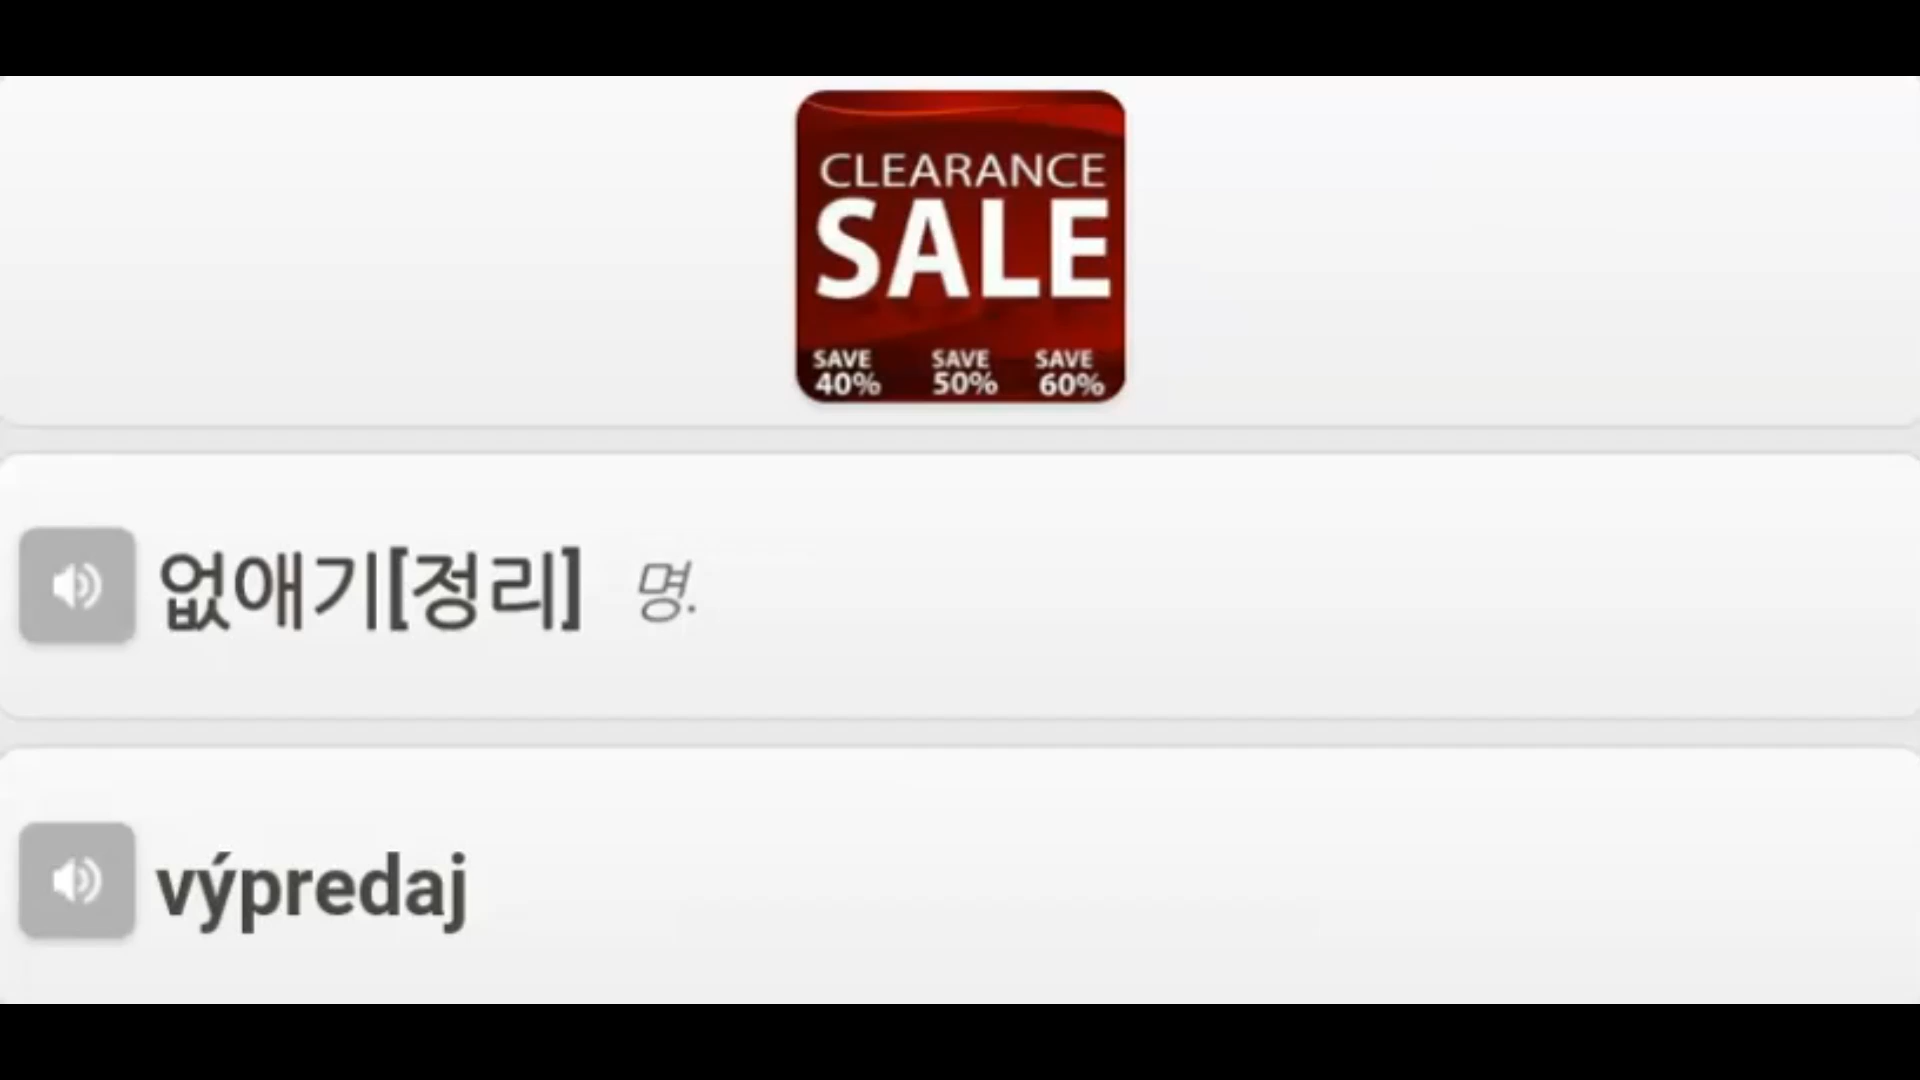 CLEARANCE
SALE
SAVE SAVE SAVE
40% 50% 60%
없애기[정리] 명.
výpredaj